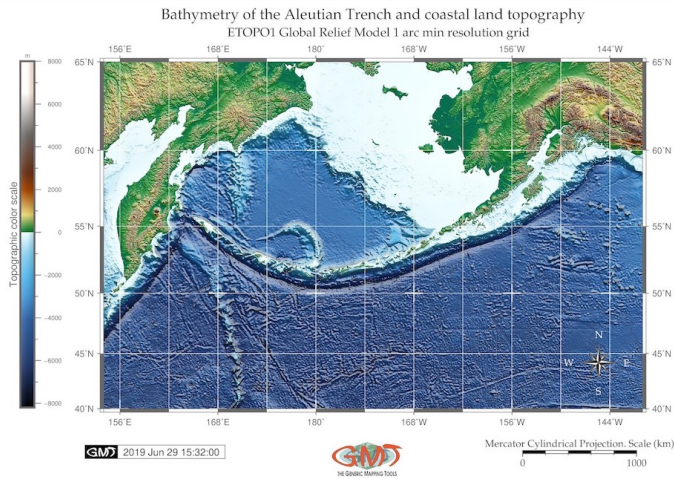 Bathymetry of the Aleutian Trench and coastal land topography
ETOPO1 Global Relief Model 1 arc min resolution grid
156˚E 168˚E 180˚ 168˚W 156˚W 144˚W
m
8000
6000
4000
2000
0
−2000
−4000
−6000
−8000
Topographic color scale
65˚N 65˚N
60˚N 60˚N
55˚N 55˚N
50˚N 50˚N
45˚N 45˚N
40˚N 40˚N
N
W E
S
156˚E 168˚E 180˚ 168˚W 156˚W 144˚W
GMT 2019 Jun 29 15:32:00
GMT
THE GENERIC MAPPING TOOLS
Mercator Cylindrical Projection. Scale (km)
0 1000